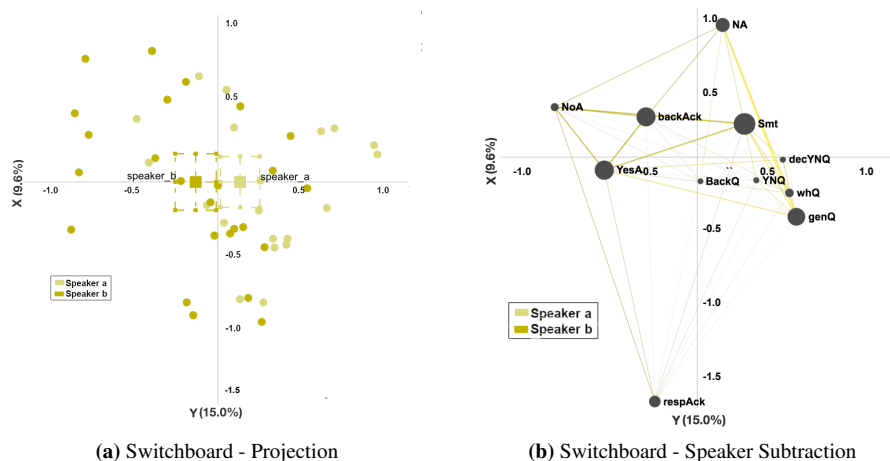 1.0
0.5
-1.0
-0.5
0.5
1.0
speaker_b
speaker_a
X (9.6%)
-0.5
-1.0
-1.5
Speaker a
Speaker b
Y (15.0%)
(a) Switchboard - Projection
1.0
NA
0.5
NoA
backAck
Smt
decYNQ
-1.0
YesA
-0.5
BackQ
YNQ
0.5
whQ
1.0
X (9.6%)
genQ
-0.5
-1.0
Speaker a
Speaker b
-1.5
respAck
Y (15.0%)
(b) Switchboard - Speaker Subtraction